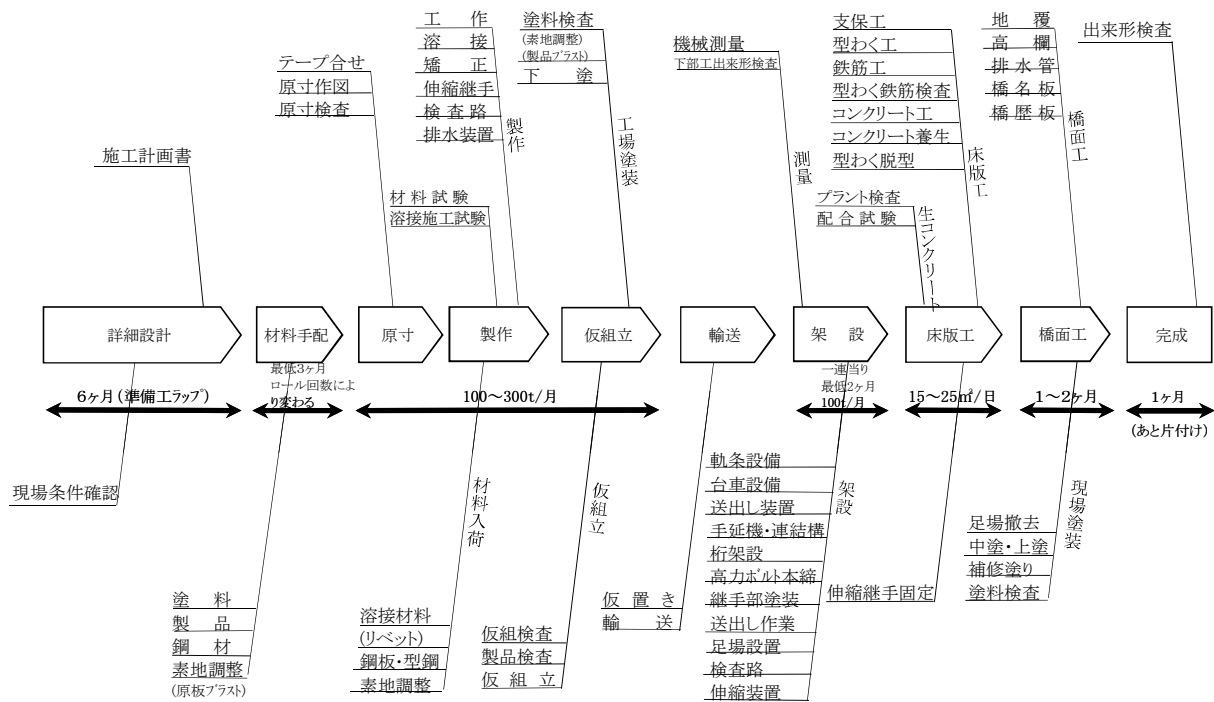 施工計画書
テープ合せ
原寸作図
原寸検査
工　作
溶　接
矯　正
伸縮継手
検 査 路
排水装置
製作
材 料 試 験
溶接施工試験
塗料検査
(素地調整)
(製品ﾌﾞﾗｽﾄ)
下　塗
工場塗装
機械測量
下部工出来形検査
測量
支保工
型わく工
鉄筋工
型わく鉄筋検査
コンクリート工
コンクリート養生
型わく脱型
床版工
プラント検査
配 合 試 験
生コンクリート
地　覆
高　欄
排 水 管
橋 名 板
橋 歴 板
橋面工
出来形検査
詳細設計
材料手配
原寸
製作
仮組立
輸送
架　設
床版工
橋面工
完成
6ヶ月(準備工ﾗｯﾌﾟ)
最低3ヶ月
ロール回数によ
り変わる
100～300t/月
一連当り
最低2ヶ月
100t/月
15～25㎡/日
1～2ヶ月
1ヶ月
(あと片付け)
現場条件確認
塗　料
製　品
鋼　材
素地調整
(原板ﾌﾞﾗｽﾄ)
材料入荷
溶接材料
(リベット)
鋼板・型鋼
素地調整
仮組立
仮組検査
製品検査
仮 組 立
仮 置 き
輸　送
架設
軌条設備
台車設備
送出し装置
手延機・連結構
桁架設
高力ﾎﾞﾙﾄ本締
継手部塗装
送出し作業
足場設置
検査路
伸縮装置
伸縮継手固定
現場塗装
足場撤去
中塗・上塗
補修塗り
塗料検査